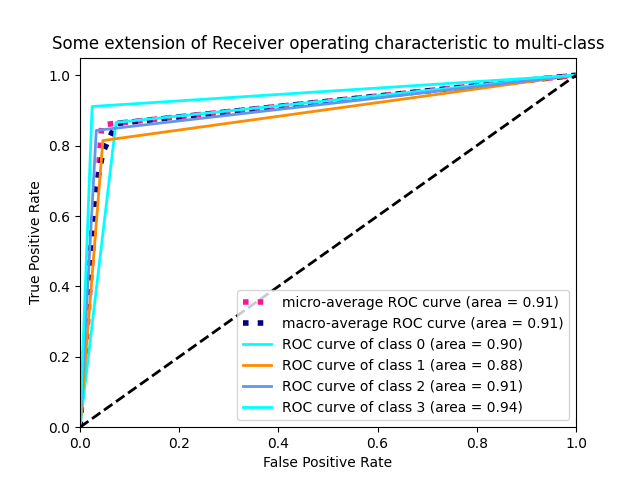 Some extension of Receiver operating characteristic to multi-class
1.0
0.8
0.6
0.4
0.2
0.0
True Positive Rate
micro-average ROC curve (area = 0.91)
macro-average ROC curve (area = 0.91)
ROC curve of class 0 (area = 0.90)
ROC curve of class 1 (area = 0.88)
ROC curve of class 2 (area = 0.91)
ROC curve of class 3 (area = 0.94)
0.0 0.2 0.4 0.6 0.8 1.0
False Positive Rate